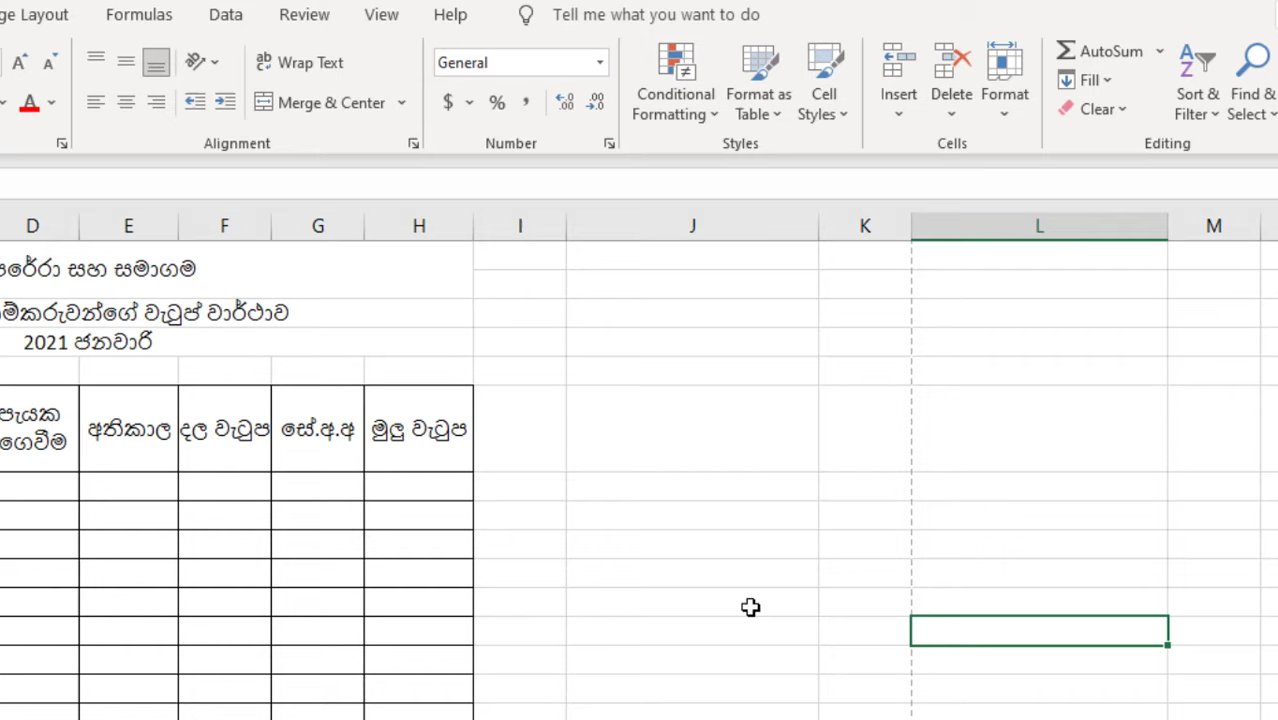 ge Layout Formulas Data Review View Help Tell me what you want to do
ab Wrap Text General AutoSum
Merge & Center $ % , Conditional Formatting Format as Table Cell Styles Insert Delete Format Fill Sort & Filter Find & Select
Clear
Alignment Number Styles Cells Editing
D E F G H I J K L M
පරේරා සහ සමාගම
ම්කරුවන්ගේ වැටුප් වාර්ථාව
2021 ජනවාරි
පැයක
ගෙවීම
අතිකාල දල වැටුප සේ.අ.අ මුලු වැටුප